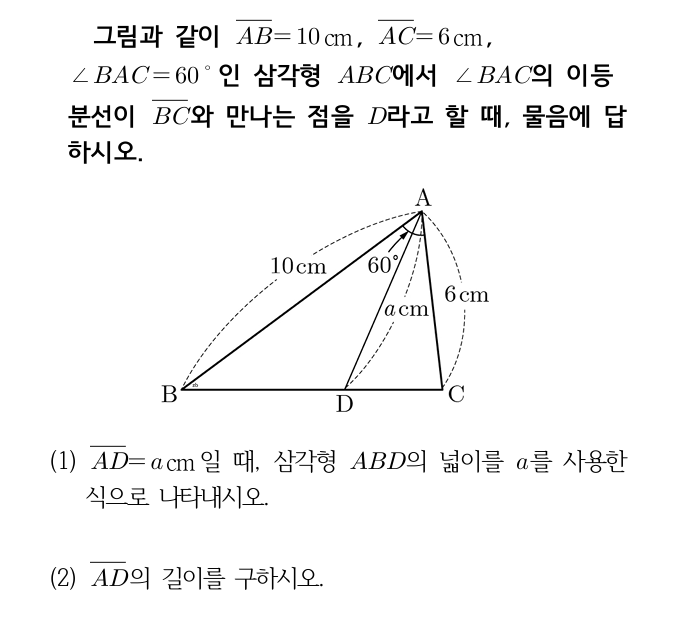 그림과 같이 $\overline{AB}=10\,\mathrm{cm}$, $\overline{AC}=6\,\mathrm{cm}$,
$\angle BAC=60^\circ$인 삼각형 $ABC$에서 $\angle BAC$의 이등
분선이 $\overline{BC}$와 만나는 점을 $D$라고 할 때, 물음에 답
하시오.
A
10cm
60°
6cm
a cm
B
D
C
(1) $\overline{AD}=a\,\mathrm{cm}$일 때, 삼각형 $ABD$의 넓이를 $a$를 사용한
식으로 나타내시오.
(2) $\overline{AD}$의 길이를 구하시오.